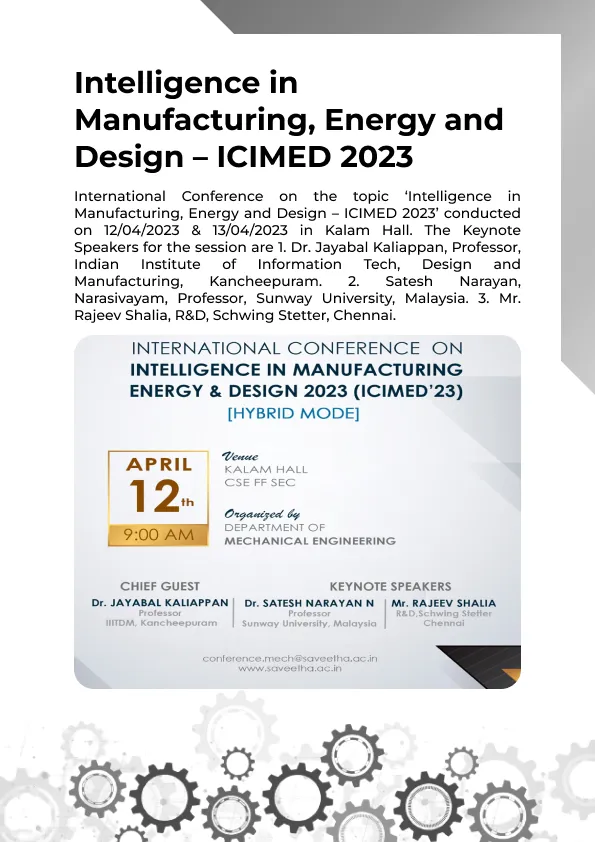 Intelligence in
Manufacturing, Energy and
Design – ICIMED 2023
International Conference on the topic ‘Intelligence in
Manufacturing, Energy and Design – ICIMED 2023’ conducted
on 12/04/2023 & 13/04/2023 in Kalam Hall. The Keynote
Speakers for the session are 1. Dr. Jayabal Kaliappan, Professor,
Indian Institute of Information Tech, Design and
Manufacturing, Kancheepuram. 2. Satesh Narayan,
Narasivayam, Professor, Sunway University, Malaysia. 3. Mr.
Rajeev Shalia, R&D, Schwing Stetter, Chennai.
INTERNATIONAL CONFERENCE ON
INTELLIGENCE IN MANUFACTURING
ENERGY & DESIGN 2023 (ICIMED’23)
[HYBRID MODE]
APRIL
12th
9:00 AM
Venue
KALAM HALL
CSE FF SEC
Organized by
DEPARTMENT OF
MECHANICAL ENGINEERING
CHIEF GUEST
Dr. JAYABAL KALIAPPAN
Professor
IIITDM, Kancheepuram
KEYNOTE SPEAKERS
Dr. SATESH NARAYAN N
Professor
Sunway University, Malaysia
Mr. RAJEEV SHALIA
R&D,Schwing Stetter
Chennai
conference.mech@saveetha.ac.in
www.saveetha.ac.in